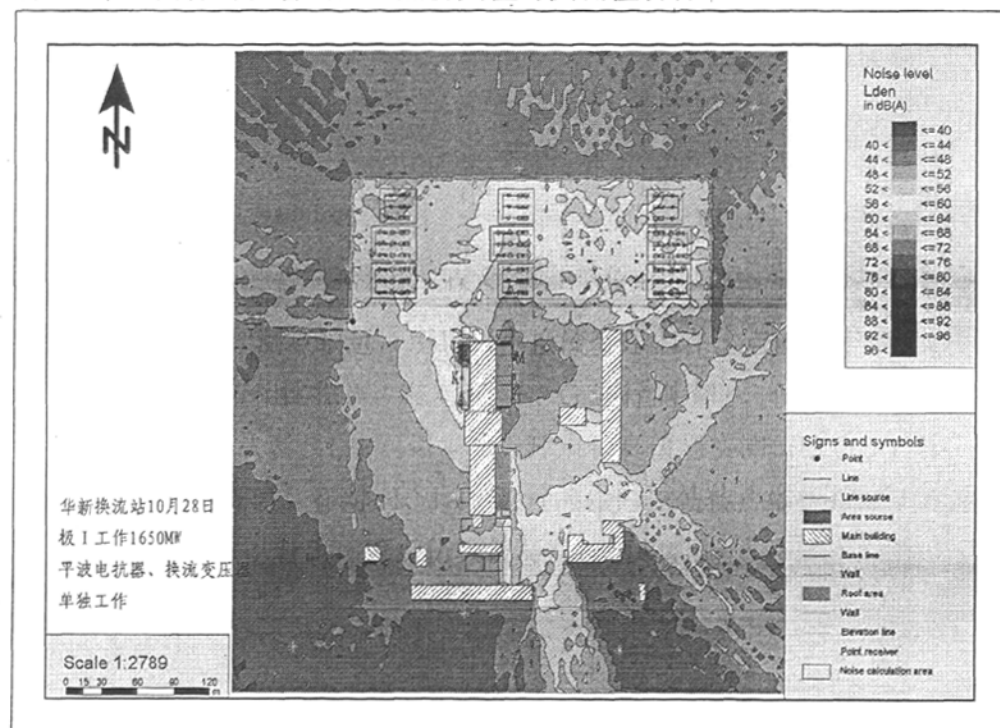 N
Noise level
Lden
in dB(A)
<= 40
40 < <= 44
44 < <= 48
48 < <= 52
52 < <= 56
56 < <= 60
60 < <= 64
64 < <= 68
68 < <= 72
72 < <= 76
76 < <= 80
80 < <= 84
84 < <= 88
88 < <= 92
92 < <= 96
96 <
Signs and symbols
Point
Line
Line source
Area source
Main building
Base line
Wall
Roof area
Wall
Elevation line
Point receiver
Noise calculation area
华新换流站10月28日
极I工作1650MW
平波电抗器、换流变压器
单独工作
Scale 1:2789
0 15 30 60 90 120
m